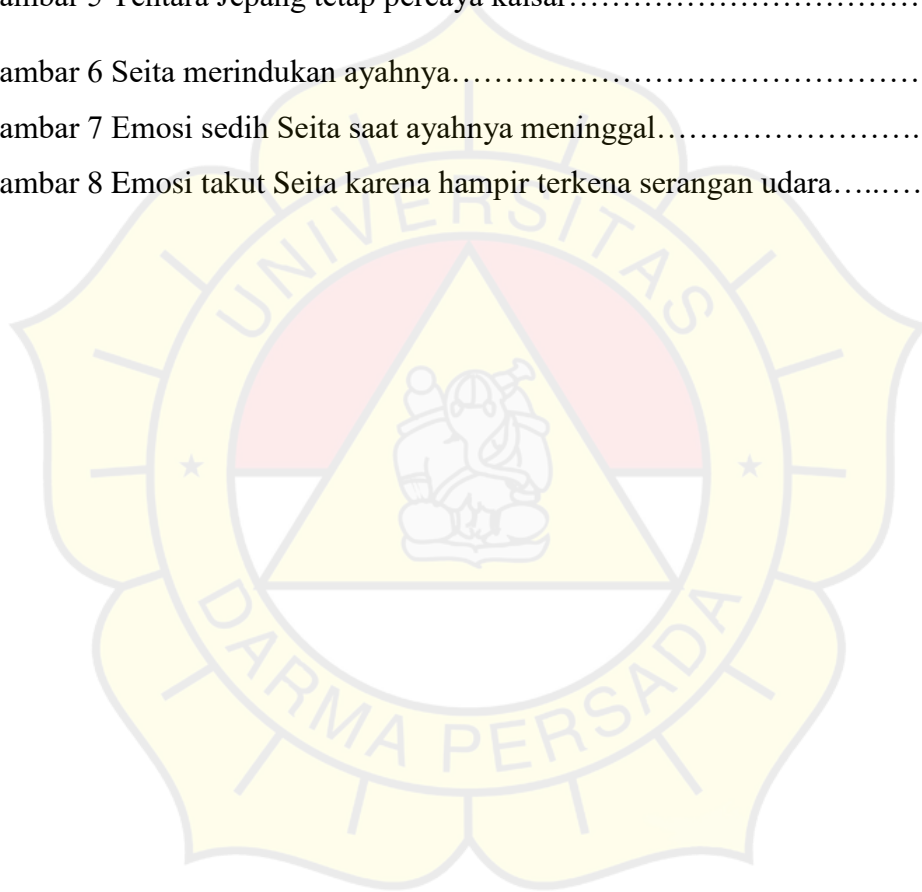 ambar 5 Tentara Jepang tetap percaya kaisar…………………………………
ambar 6 Seita merindukan ayahnya…………….…………………………………
ambar 7 Emosi sedih Seita saat ayahnya meninggal…………………….
ambar 8 Emosi takut Seita karena hampir terkena serangan udara…..…..
UNIVERSITAS
DARMA PERSADA